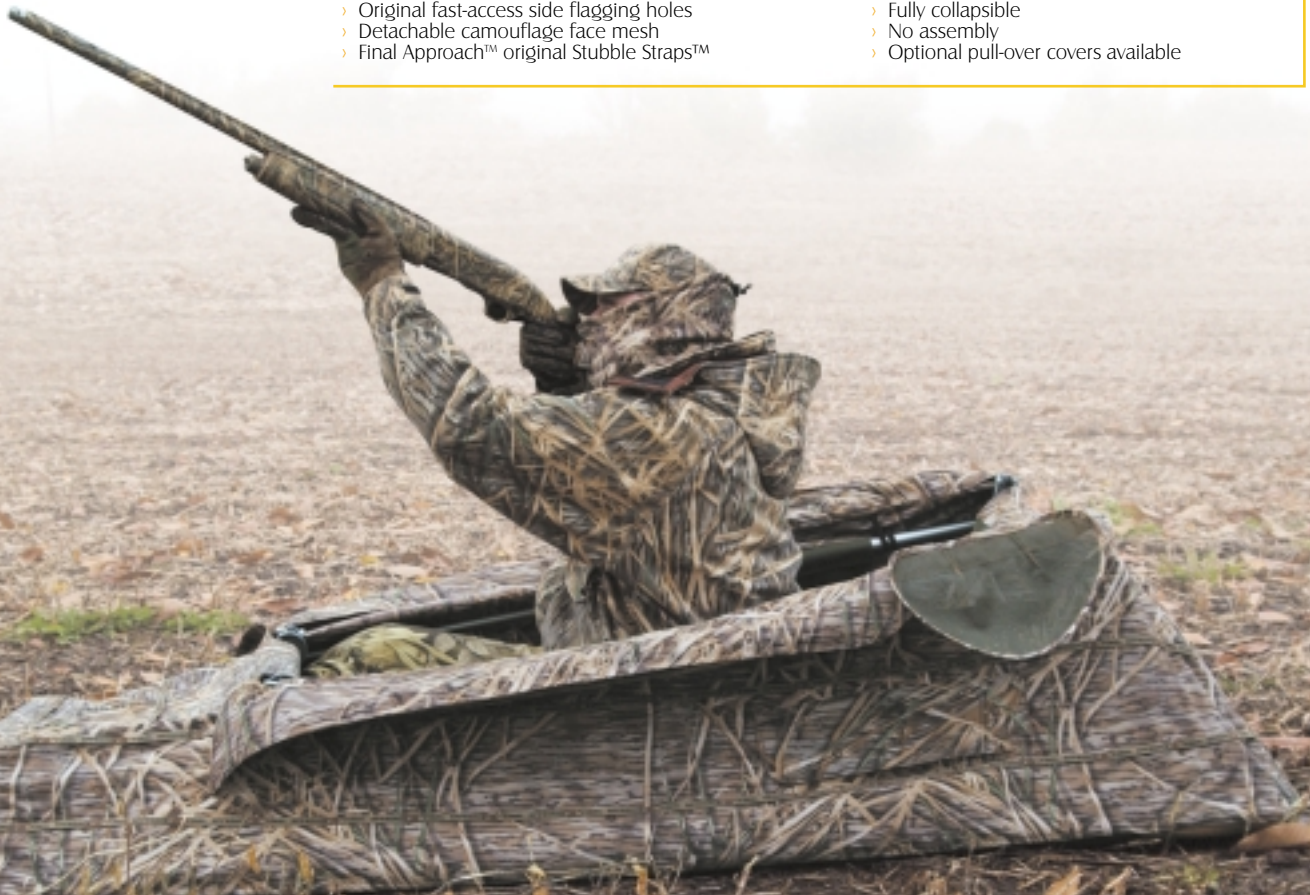 › Original fast-access side flagging holes
› Detachable camouflage face mesh
› Final Approach™ original Stubble Straps™
› Fully collapsible
› No assembly
› Optional pull-over covers available